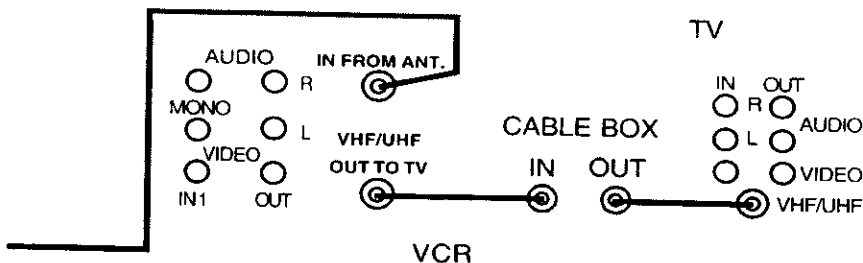 TV
AUDIO IN FROM ANT. IN OUT
R R
MONO AUDIO
L VHF/UHF CABLE BOX L
VIDEO OUT TO TV IN OUT VIDEO
IN1 OUT VHF/UHF
VCR